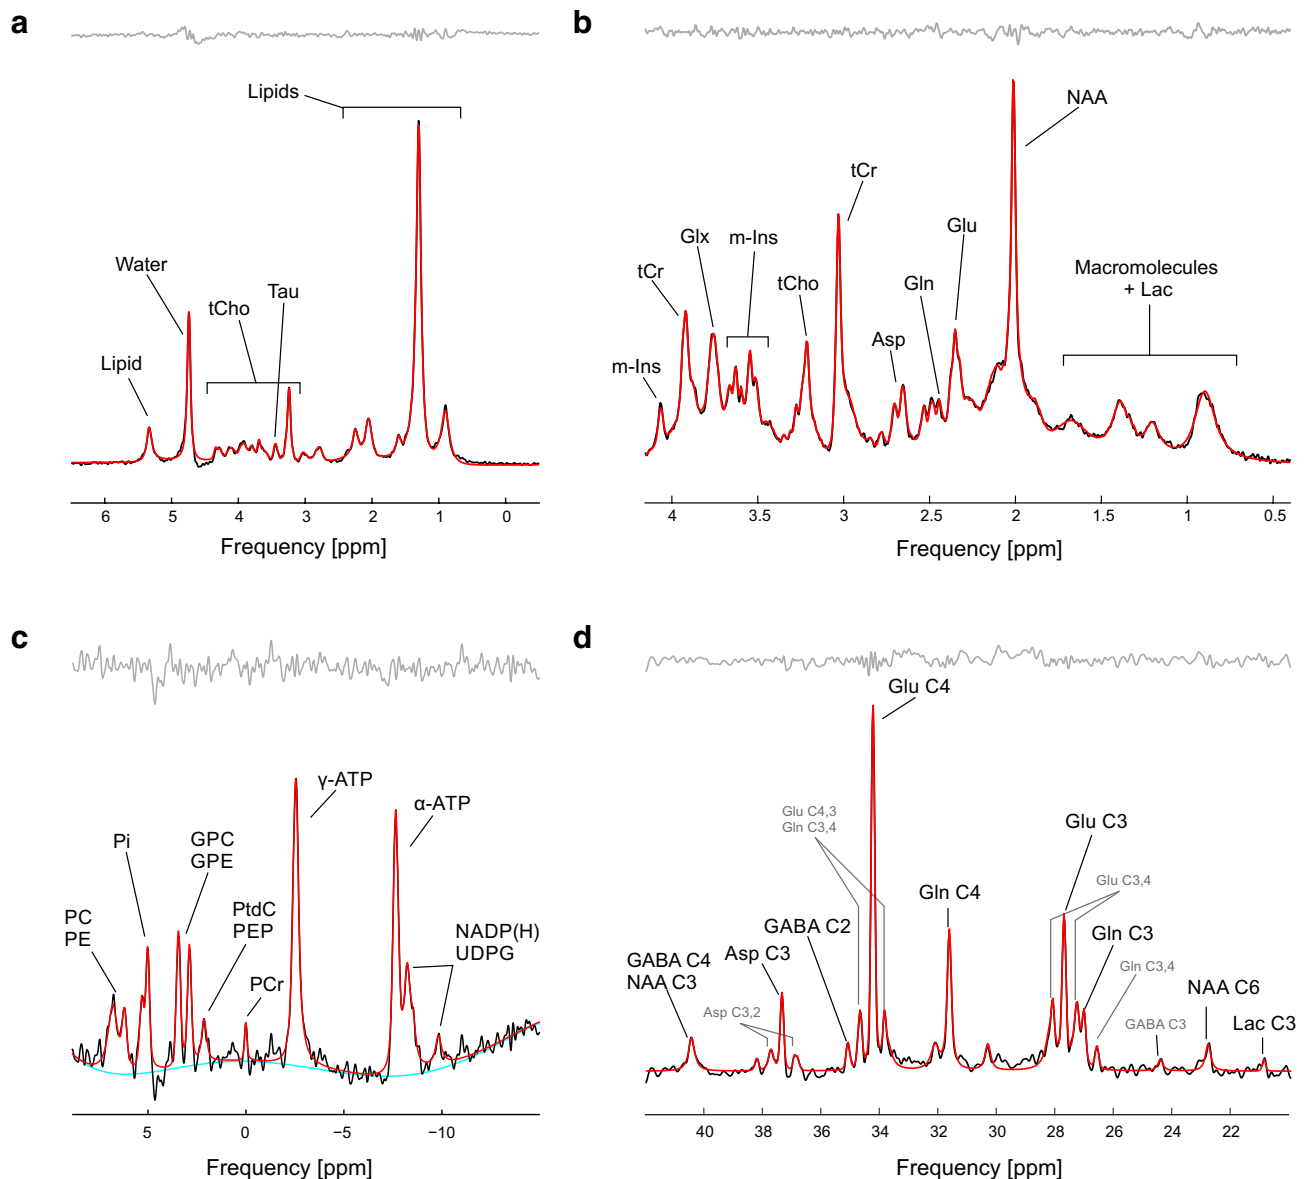 a
Lipids
Water
tCho
Tau
Lipid
6 5 4 3 2 1 0
Frequency [ppm]
b
NAA
tCr
Glx
m-Ins
Glu
tCr
tCho
Gln
Macromolecules
+ Lac
Asp
m-Ins
4 3.5 3 2.5 2 1.5 1 0.5
Frequency [ppm]
c
γ-ATP
α-ATP
Pi
GPC
GPE
PC
PE
PtdC
PEP
NADP(H)
UDPG
PCr
5 0 −5 −10
Frequency [ppm]
d
Glu C4
Glu C4,3
Gln C3,4
Glu C3
Glu C3,4
Gln C4
GABA C2
Gln C3
Asp C3
GABA C4
NAA C3
Gln C3,4
NAA C6
Asp C3,2
GABA C3
Lac C3
40 38 36 34 32 30 28 26 24 22
Frequency [ppm]